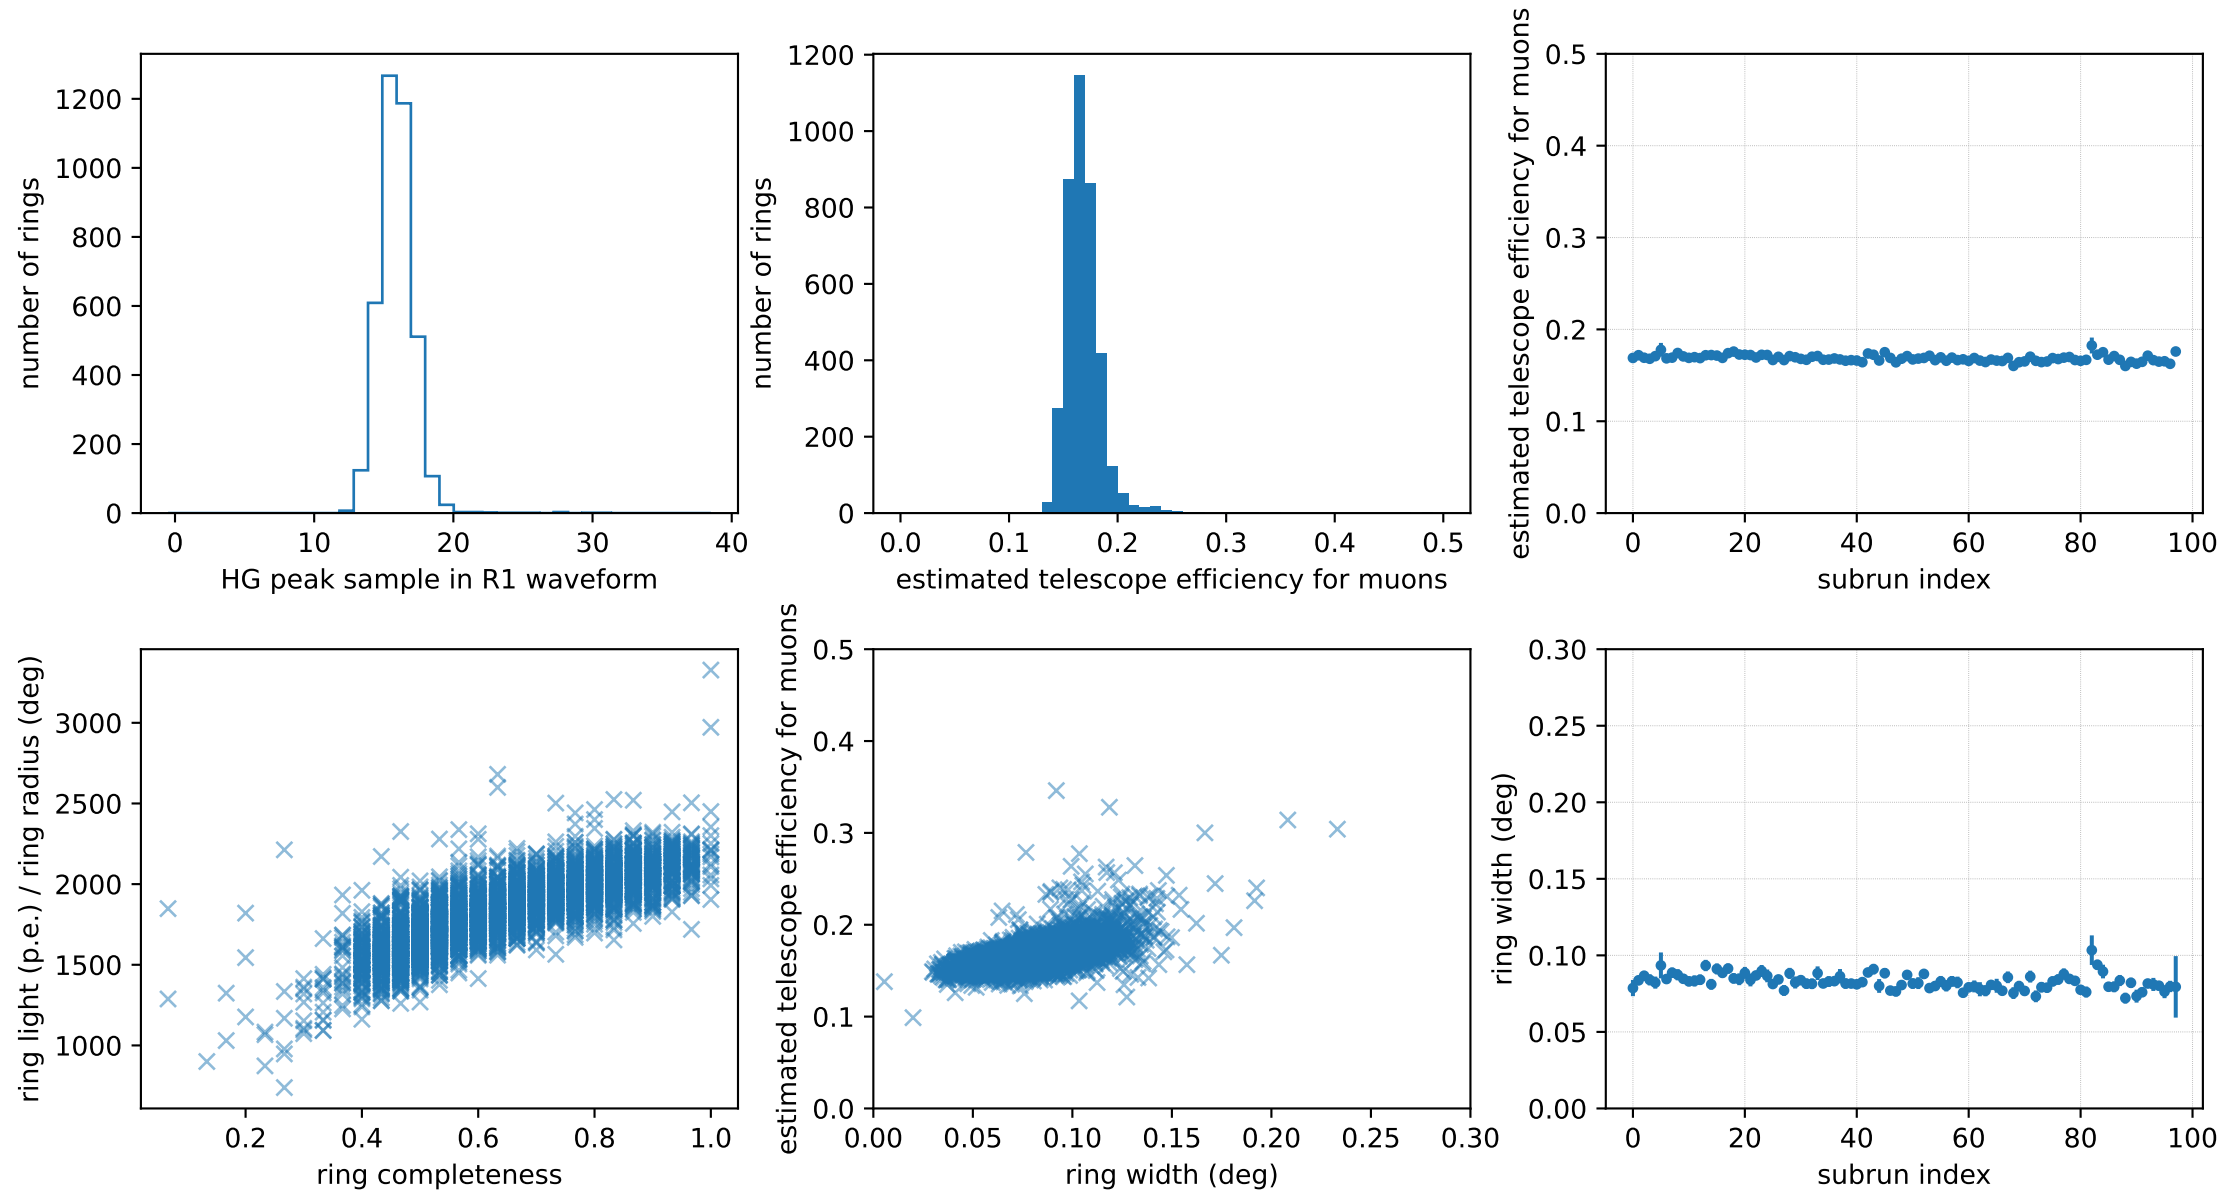 number of rings
1200
1000
800
600
400
200
0
0 10 20 30 40
HG peak sample in R1 waveform
number of rings
1200
1000
800
600
400
200
0
0.0 0.1 0.2 0.3 0.4 0.5
estimated telescope efficiency for muons
estimated telescope efficiency for muons
0.5
0.4
0.3
0.2
0.1
0.0
0 20 40 60 80 100
subrun index
ring light (p.e.) / ring radius (deg)
3000
2500
2000
1500
1000
0.2 0.4 0.6 0.8 1.0
ring completeness
estimated telescope efficiency for muons
0.5
0.4
0.3
0.2
0.1
0.0
0.00 0.05 0.10 0.15 0.20 0.25 0.30
ring width (deg)
ring width (deg)
0.30
0.25
0.20
0.15
0.10
0.05
0.00
0 20 40 60 80 100
subrun index